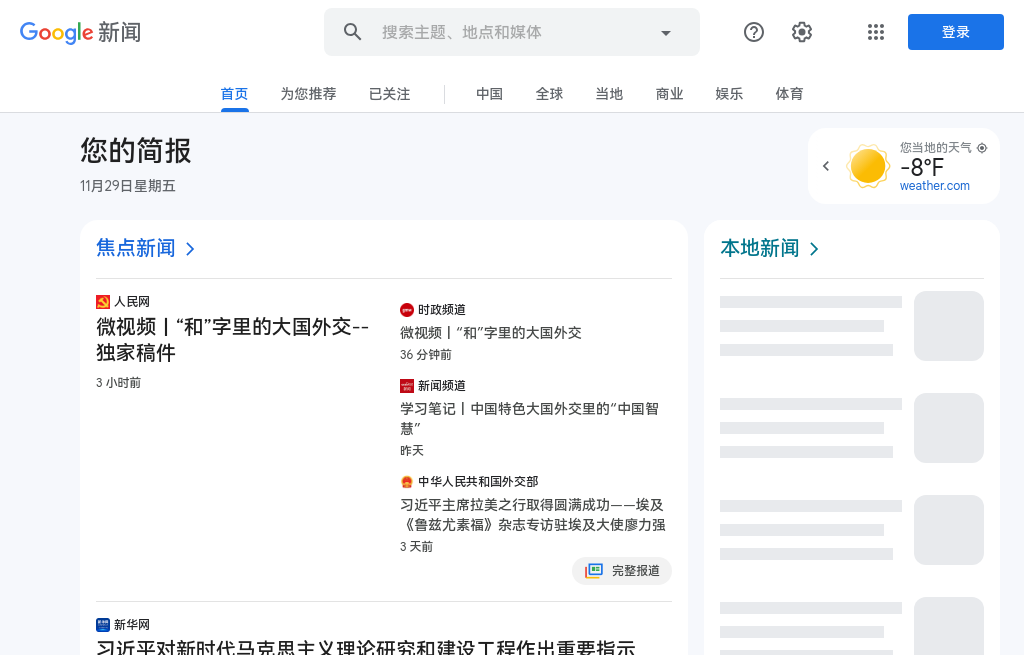 Google 新闻
搜索主题、地点和媒体
登录
首页
为您推荐
已关注
中国
全球
当地
商业
娱乐
体育
您的简报
11月29日星期五
您当地的天气
-8°F
weather.com
焦点新闻
人民网
微视频丨“和”字里的大国外交--
独家稿件
3 小时前
时政频道
微视频丨“和”字里的大国外交
36 分钟前
新闻频道
学习笔记丨中国特色大国外交里的“中国智
慧”
昨天
中华人民共和国外交部
习近平主席拉美之行取得圆满成功——埃及
《鲁兹尤素福》杂志专访驻埃及大使廖力强
3 天前
完整报道
新华网
习近平对新时代马克思主义理论研究和建设工程作出重要指示
本地新闻